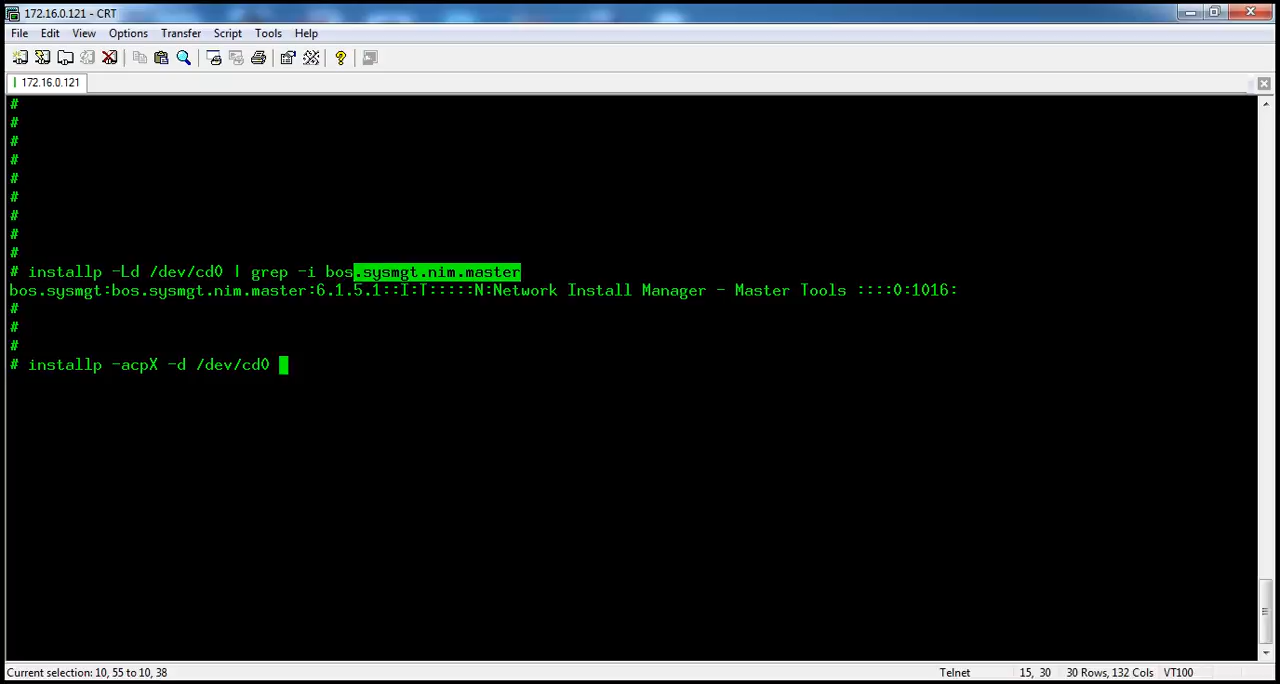 172.16.0.121 - CRT
File Edit View Options Transfer Script Tools Help
172.16.0.121
#
#
#
#
#
#
#
#
#
# installp -Ld /dev/cd0 | grep -i bos.sysmgt.nim.master
bos.sysmgt:bos.sysmgt.nim.master:6.1.5.1::I:T:::::N:Network Install Manager - Master Tools ::::0:1016:
#
#
#
# installp -acpX -d /dev/cd0
Current selection: 10, 55 to 10, 38 Telnet 15, 30 30 Rows, 132 Cols VT100